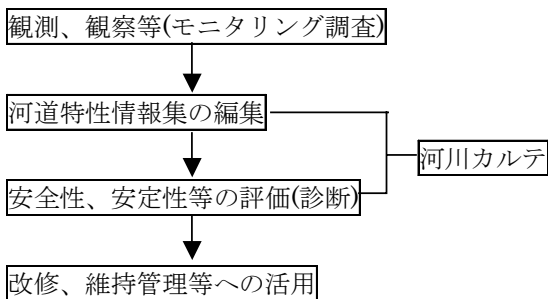 観測、観察等(モニタリング調査)
河道特性情報集の編集
河川カルテ
安全性、安定性等の評価(診断)
改修、維持管理等への活用